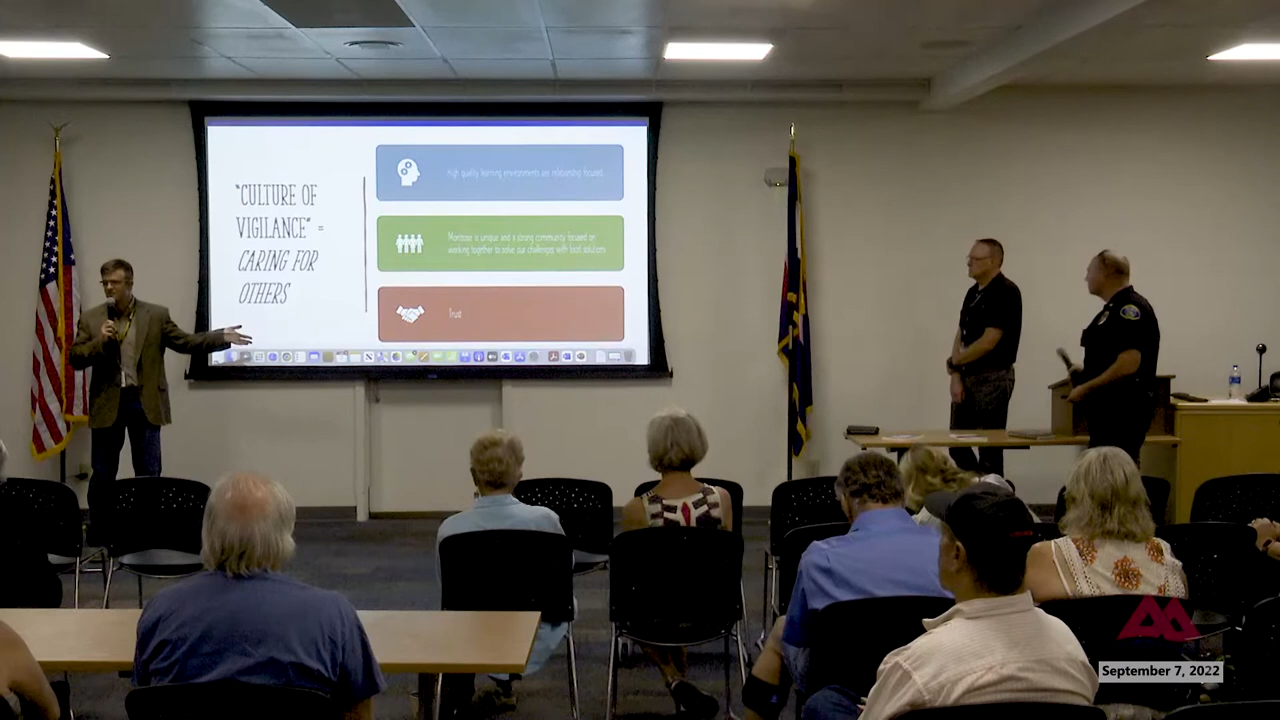 "CULTURE OF
VIGILANCE" =
CARING FOR
OTHERS
High quality learning environments are relationship focused
Montrose is unique and a strong community focused on
working together to solve our challenges with local solutions
Trust
September 7, 2022